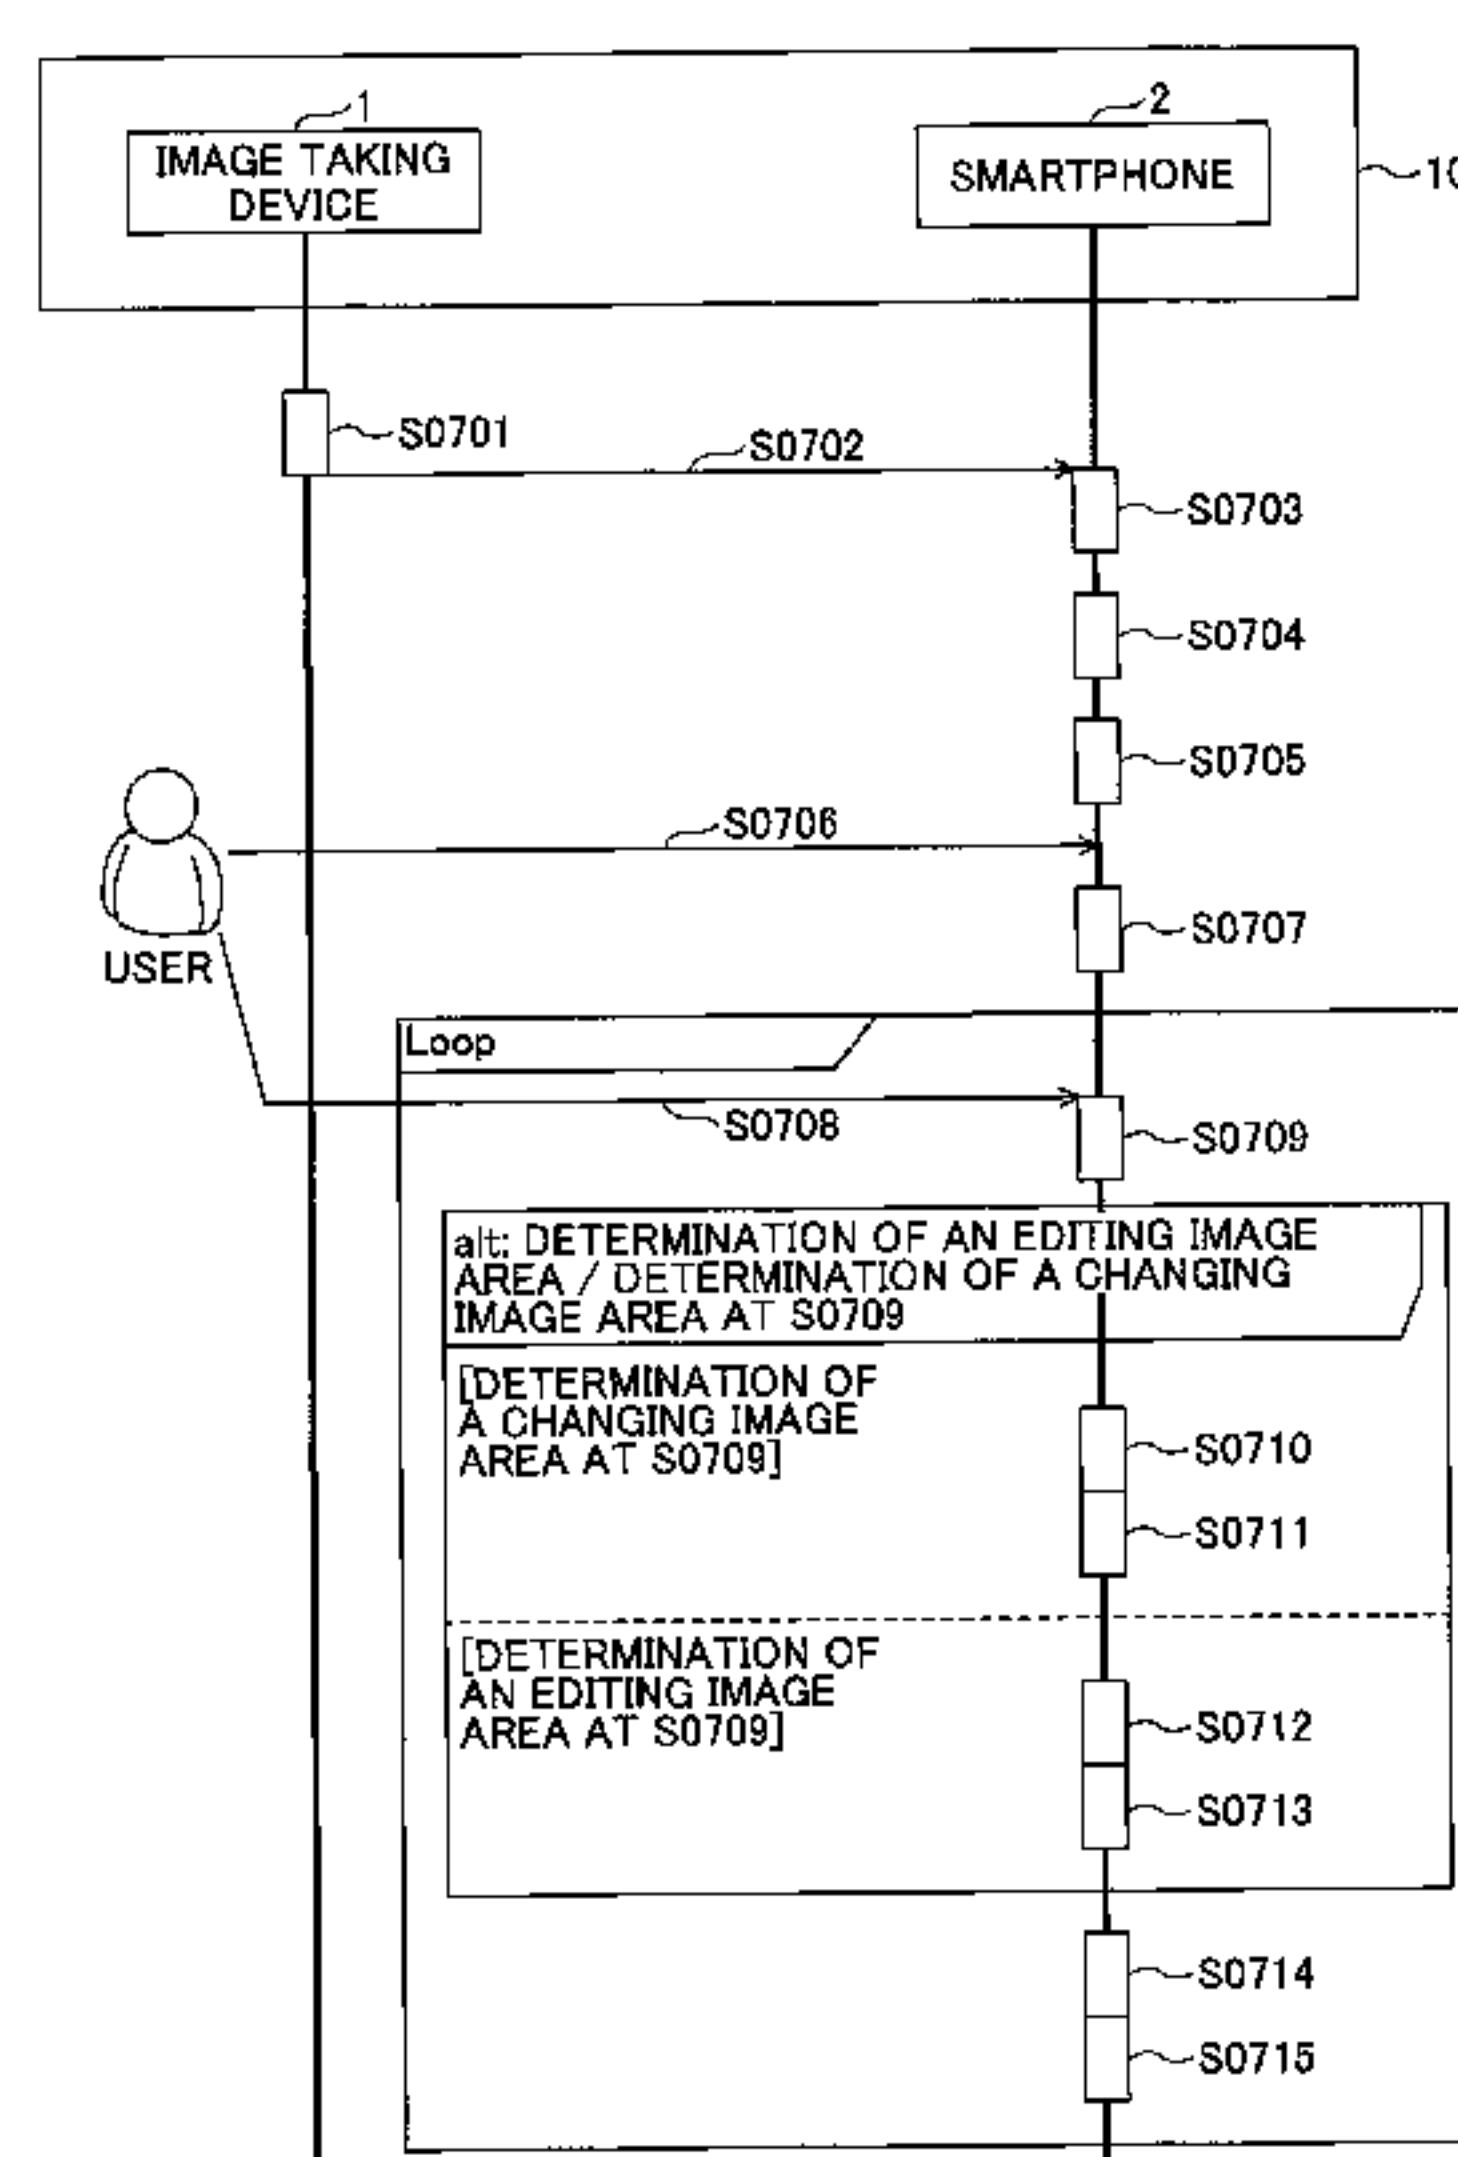 1
2
IMAGE TAKING
DEVICE
SMARTPHONE
S0701
S0702
S0703
S0704
S0705
S0706
S0707
USER
Loop
S0708
S0709
alt: DETERMINATION OF AN EDITING IMAGE
AREA / DETERMINATION OF A CHANGING
IMAGE AREA AT S0709
[DETERMINATION OF
A CHANGING IMAGE
AREA AT S0709]
S0710
S0711
[DETERMINATION OF
AN EDITING IMAGE
AREA AT S0709]
S0712
S0713
S0714
S0715